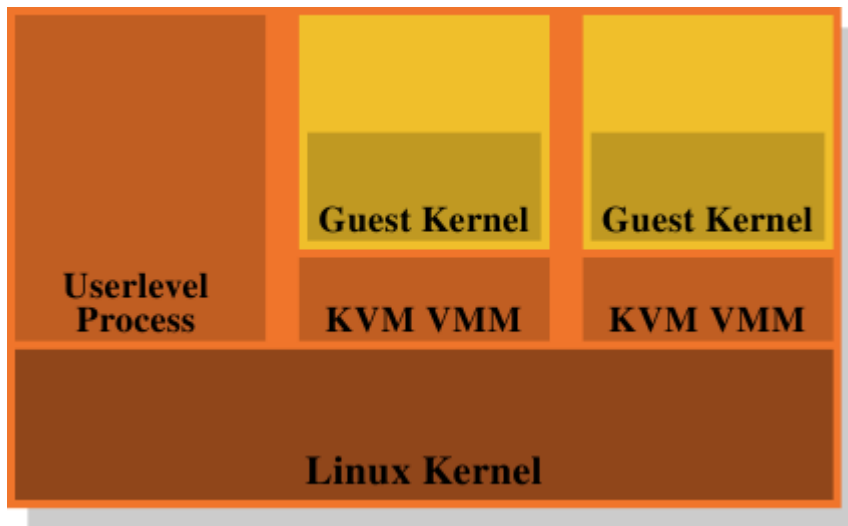 Guest Kernel
Guest Kernel
Userlevel
Process
KVM VMM
KVM VMM
Linux Kernel